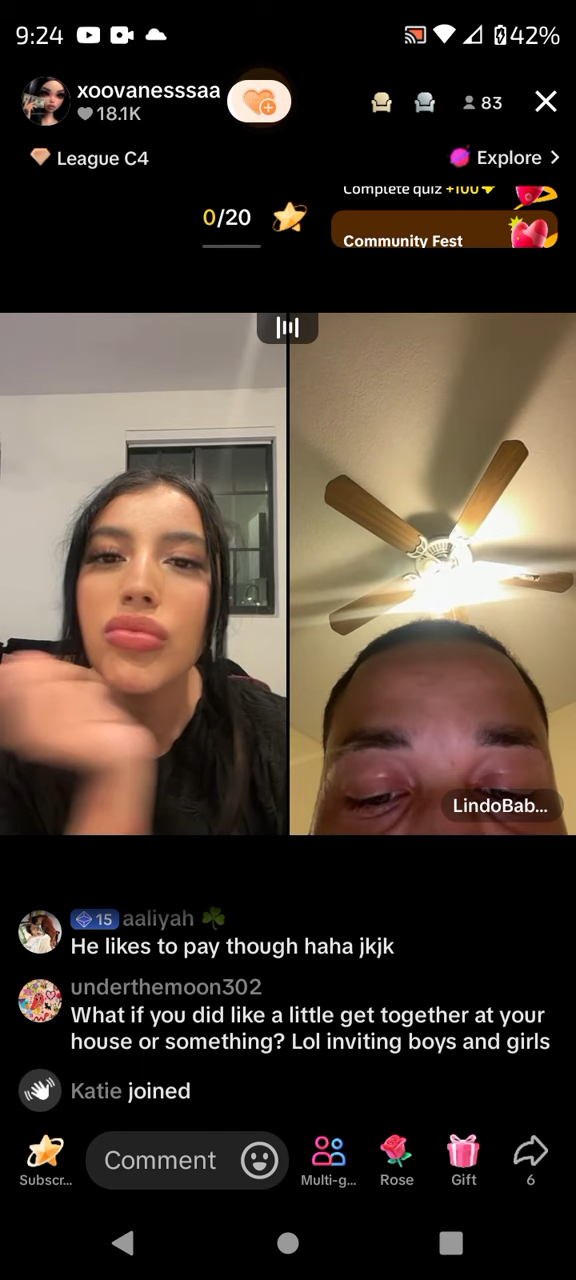 9:24
42%
xoovanesssaa
18.1K
83
League C4
Explore >
Complete quiz +100
0/20
Community Fest
LindoBab...
15 aaliyah ☘️
He likes to pay though haha jkjk
underthemoon302
What if you did like a little get together at your
house or something? Lol inviting boys and girls
Katie joined
Comment
Subscr...
Multi-g...
Rose
Gift
6